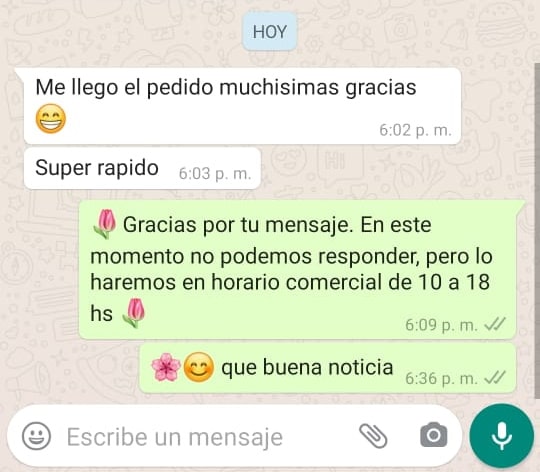 HOY
Me llego el pedido muchisimas gracias
😁
6:02 p. m.
Super rapido 6:03 p. m.
🌷 Gracias por tu mensaje. En este
momento no podemos responder, pero lo
haremos en horario comercial de 10 a 18
hs 🌷
6:09 p. m.
🌸😊 que buena noticia 6:36 p. m.
Escribe un mensaje